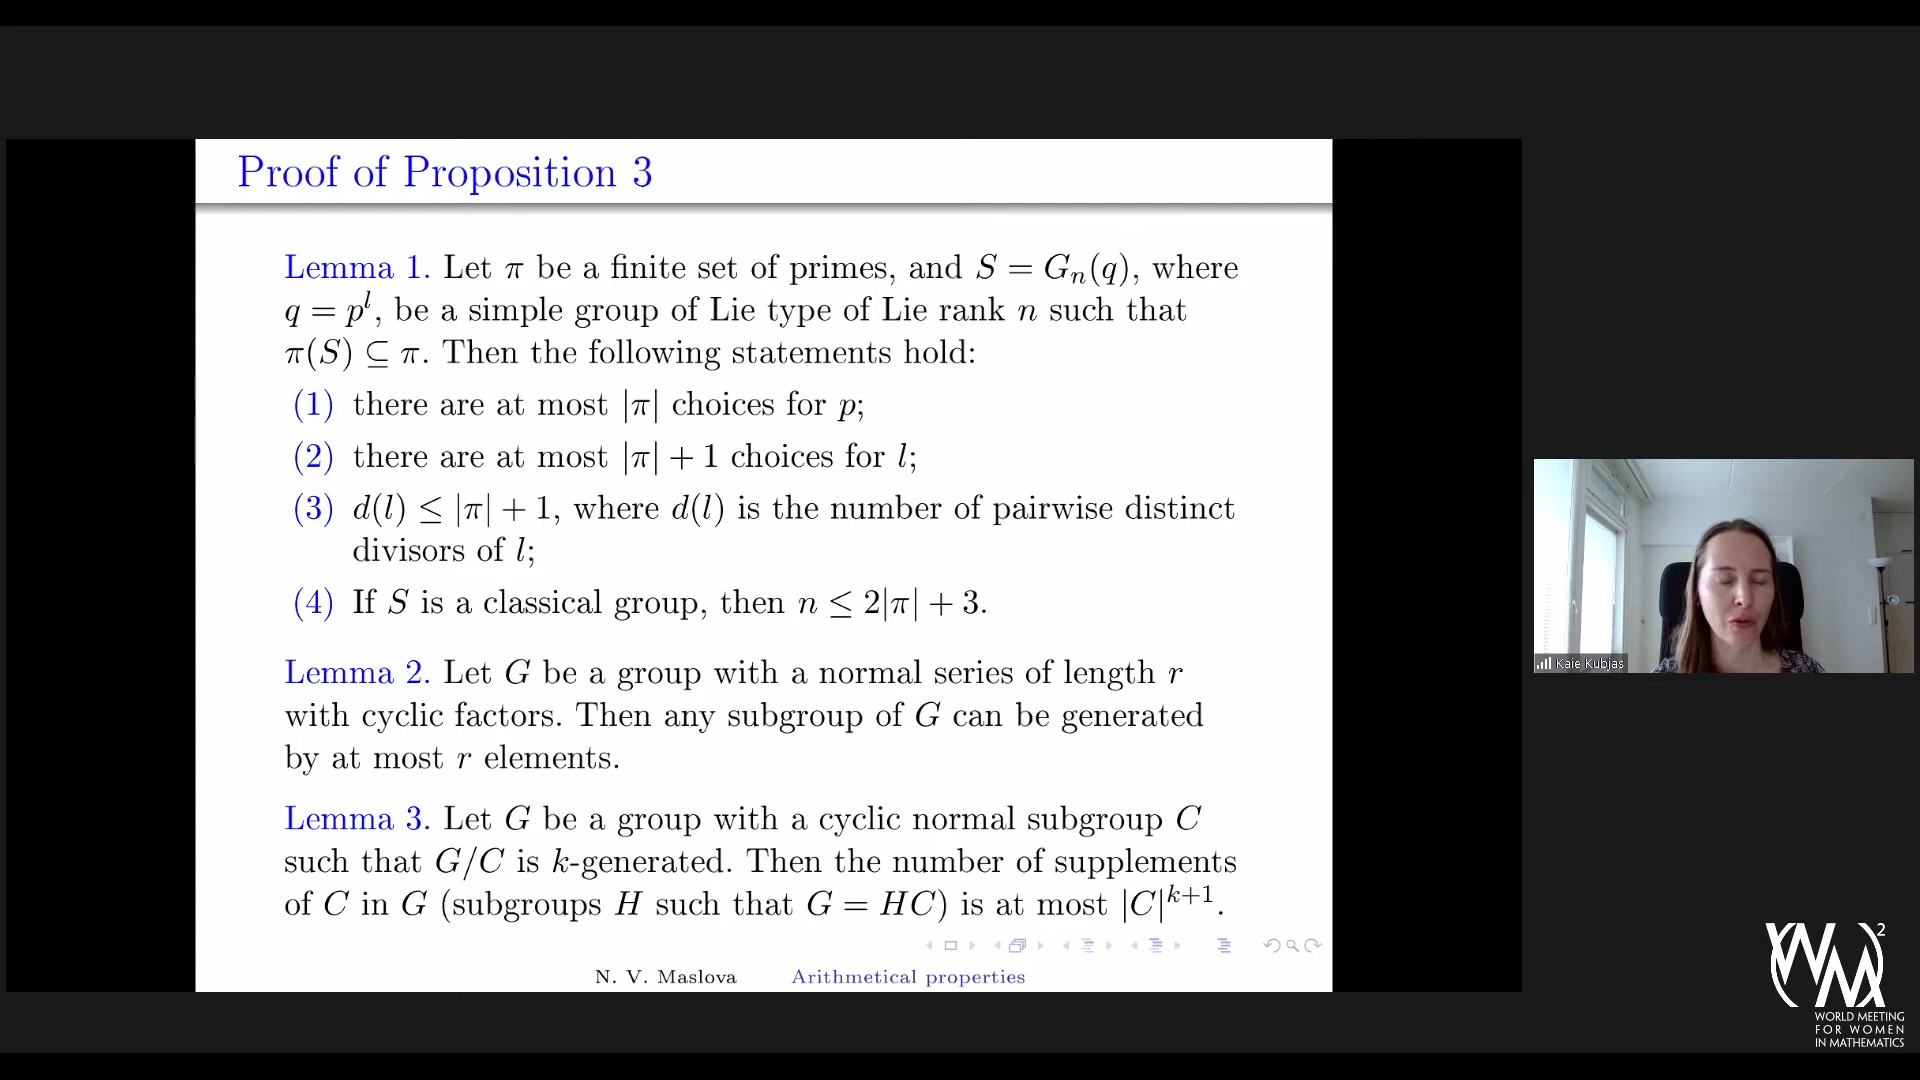 Proof of Proposition 3
Lemma 1. Let π be a finite set of primes, and S = Gₙ(q), where
q = pˡ, be a simple group of Lie type of Lie rank n such that
π(S) ⊆ π. Then the following statements hold:
(1) there are at most |π| choices for p;
(2) there are at most |π| + 1 choices for l;
(3) d(l) ≤ |π| + 1, where d(l) is the number of pairwise distinct
divisors of l;
(4) If S is a classical group, then n ≤ 2|π| + 3.
Lemma 2. Let G be a group with a normal series of length r
with cyclic factors. Then any subgroup of G can be generated
by at most r elements.
Lemma 3. Let G be a group with a cyclic normal subgroup C
such that G/C is k-generated. Then the number of supplements
of C in G (subgroups H such that G = HC) is at most |C|ᵏ⁺¹.
N. V. Maslova Arithmetical properties
Kaie Kubjas
(WM)²
WORLD MEETING
FOR WOMEN
IN MATHEMATICS